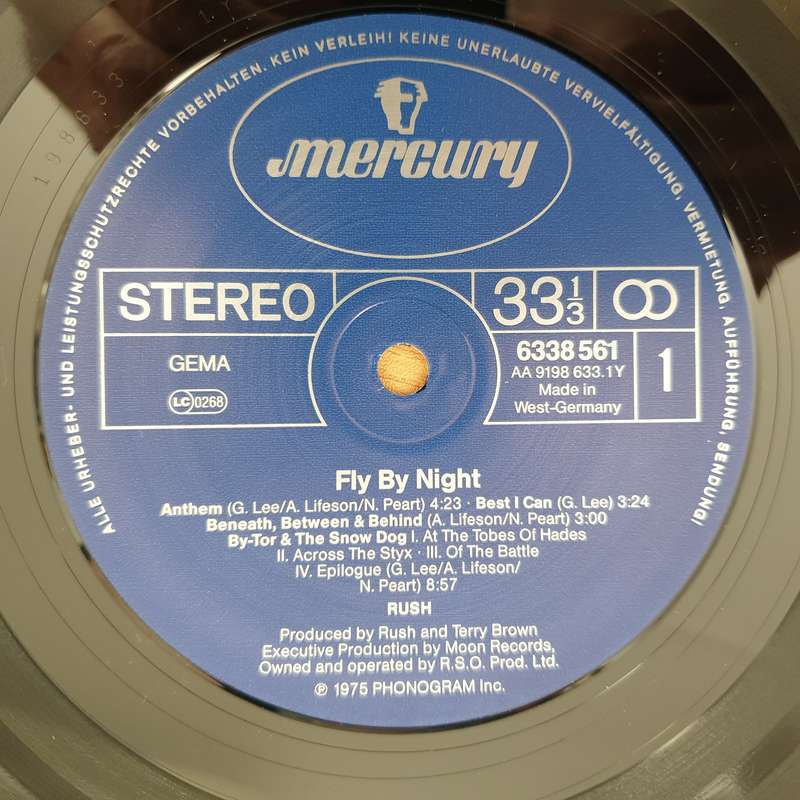 ALLE URHEBER- UND LEISTUNGSSCHUTZRECHTE VORBEHALTEN. KEIN VERLEIH! KEINE UNERLAUBTE VERVIELFÄLTIGUNG, VERMIETUNG, AUFFÜHRUNG, SENDUNG!
mercury
STEREO
33 1/3
GEMA
LC 0268
6338 561
AA 9198 633.1Y
Made in
West-Germany
1
Fly By Night
Anthem (G. Lee/A. Lifeson/N. Peart) 4:23 · Best I Can (G. Lee) 3:24
Beneath, Between & Behind (A. Lifeson/N. Peart) 3:00
By-Tor & The Snow Dog I. At The Tobes Of Hades
II. Across The Styx · III. Of The Battle
IV. Epilogue (G. Lee/A. Lifeson/
N. Peart) 8:57
RUSH
Produced by Rush and Terry Brown
Executive Production by Moon Records,
Owned and operated by R.S.O. Prod. Ltd.
℗ 1975 PHONOGRAM Inc.